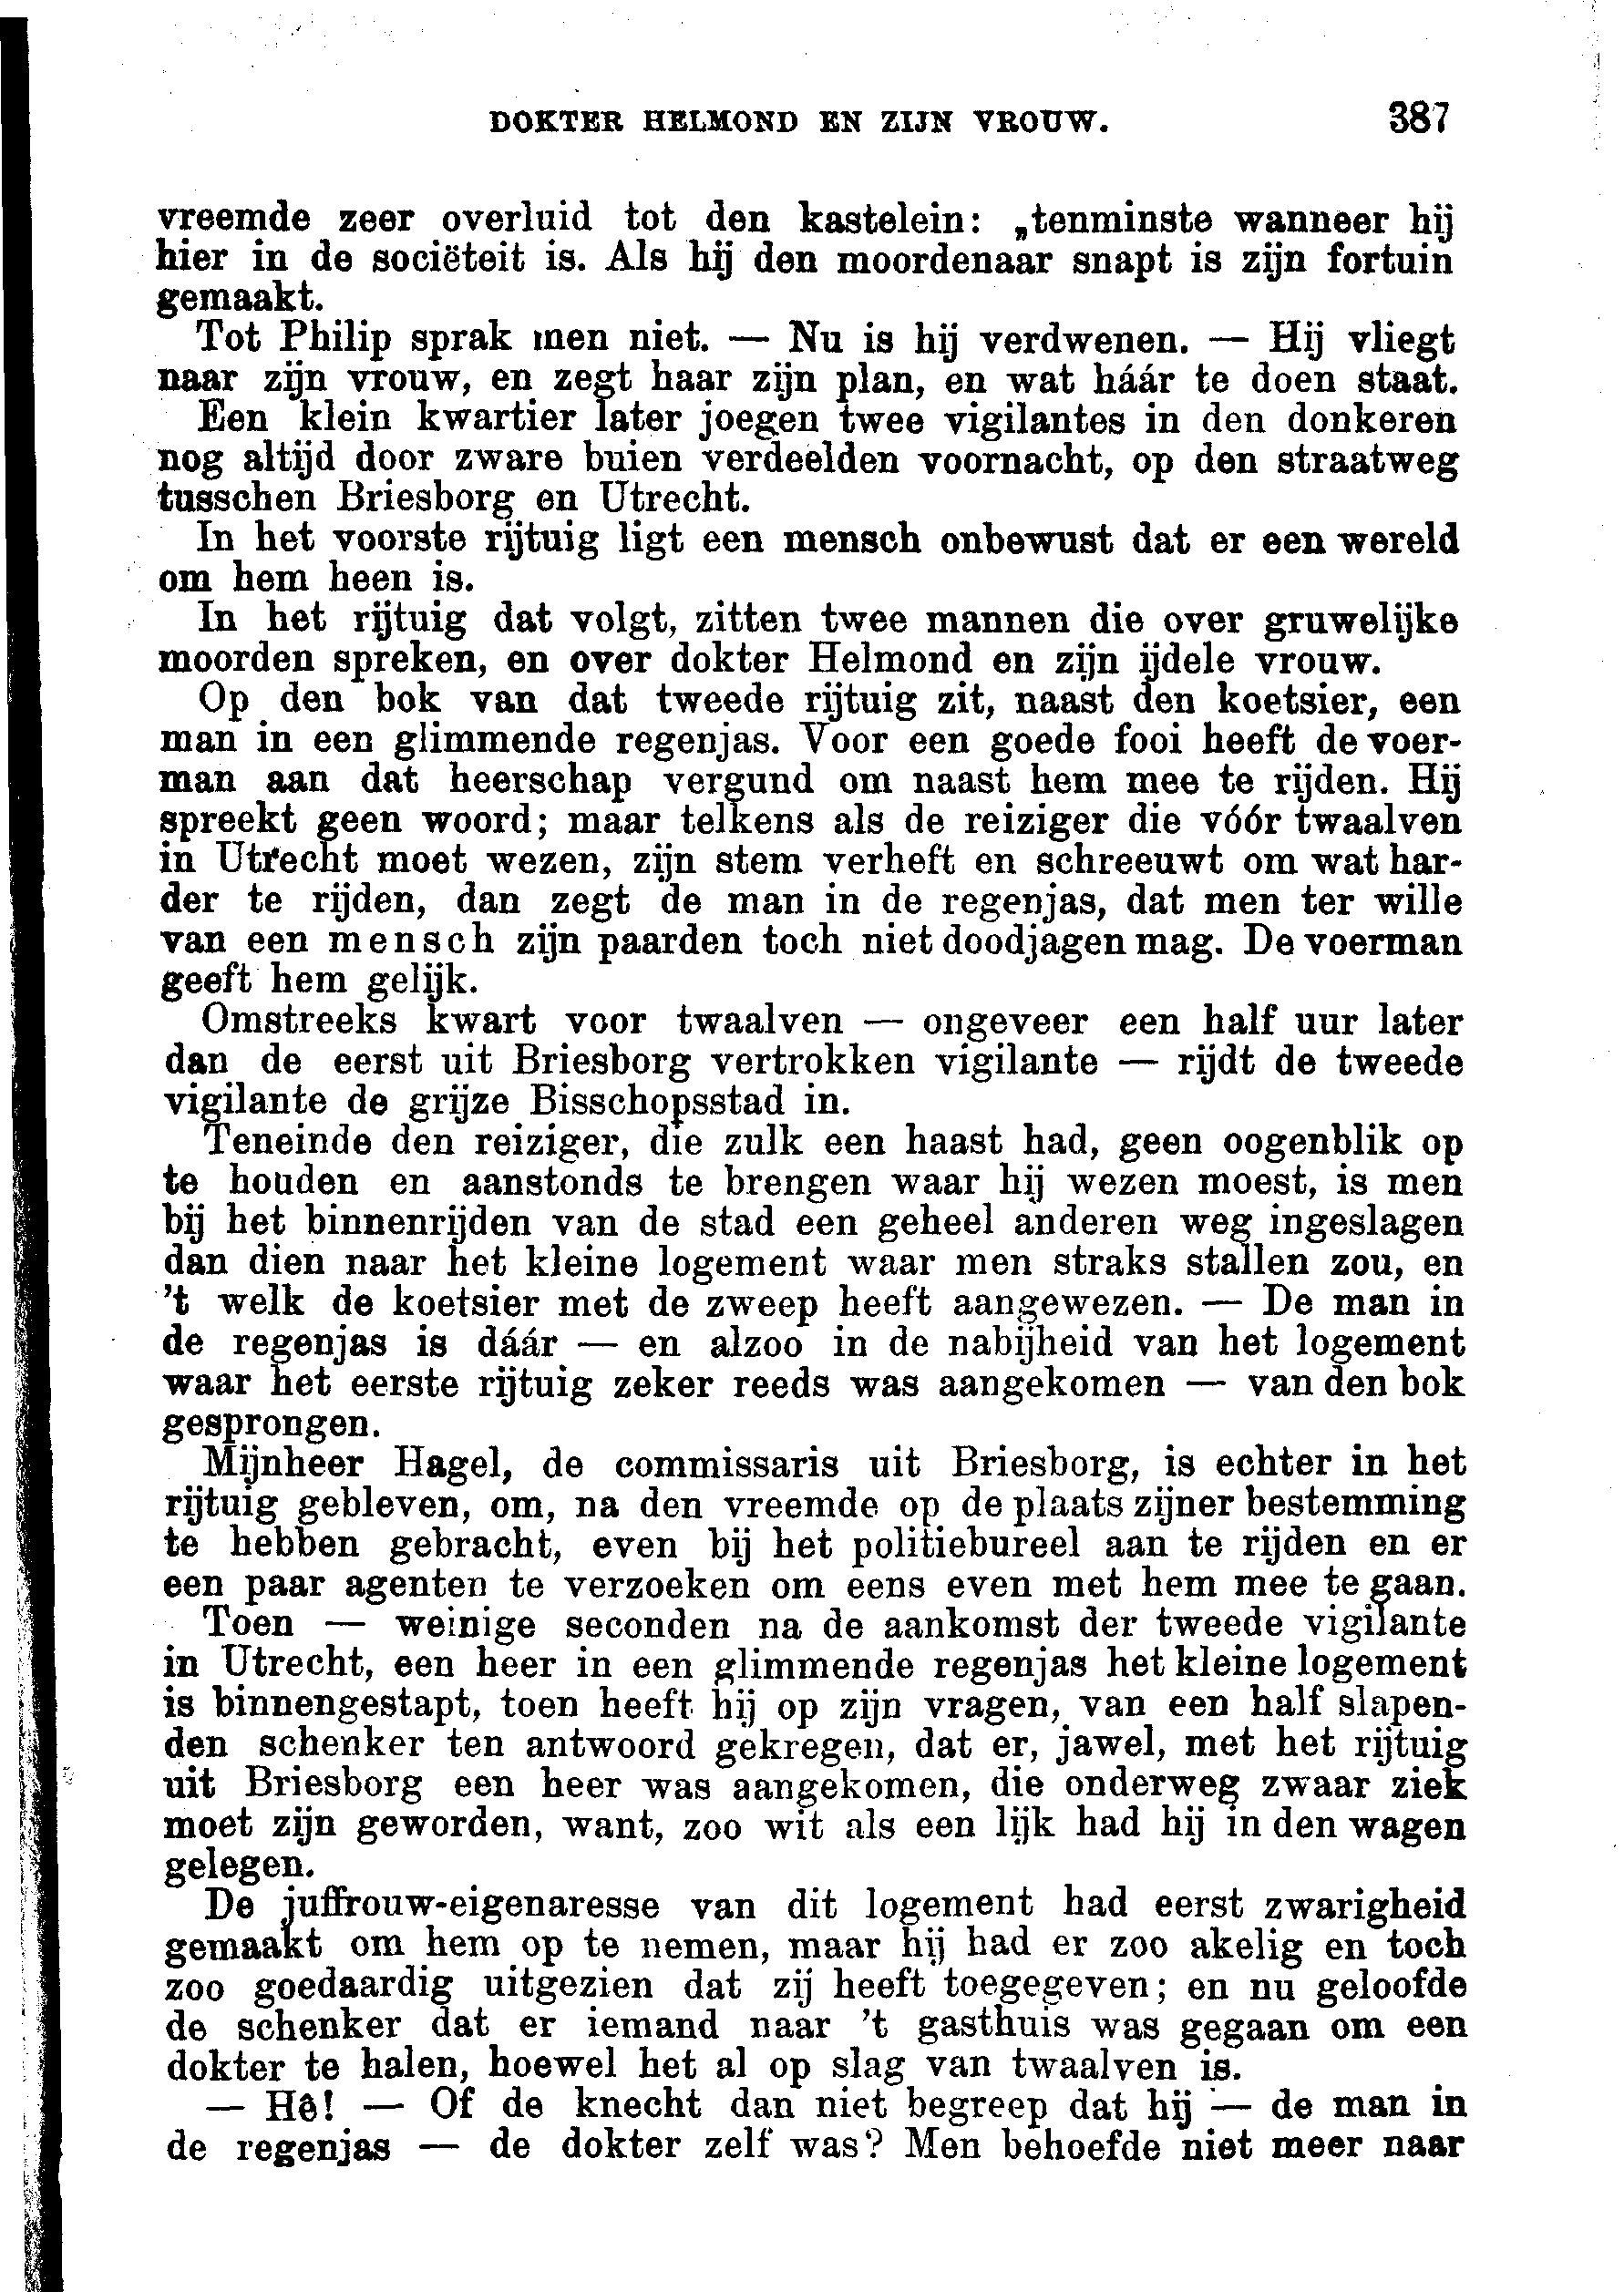 DOKTER HELMOND EN ZIJN VROUW. 387
vreemde zeer overluid tot den kastelein: „tenminste wanneer hij
hier in de sociëteit is. Als hij den moordenaar snapt is zijn fortuin
gemaakt.
Tot Philip sprak men niet. — Nu is hij verdwenen. — Hij vliegt
naar zijn vrouw, en zegt haar zijn plan, en wat háár te doen staat.
Een klein kwartier later joegen twee vigilantes in den donkeren
nog altijd door zware buien verdeelden voornacht, op den straatweg
tusschen Briesborg en Utrecht.
In het voorste rijtuig ligt een mensch onbewust dat er een wereld
om hem heen is.
In het rijtuig dat volgt, zitten twee mannen die over gruwelijke
moorden spreken, en over dokter Helmond en zijn ijdele vrouw.
Op den bok van dat tweede rijtuig zit, naast den koetsier, een
man in een glimmende regenjas. Voor een goede fooi heeft de voer-
man aan dat heerschap vergund om naast hem mee te rijden. Hij
spreekt geen woord; maar telkens als de reiziger die vóór twaalven
in Utrecht moet wezen, zijn stem verheft en schreeuwt om wat har-
der te rijden, dan zegt de man in de regenjas, dat men ter wille
van een mensch zijn paarden toch niet doodjagen mag. De voerman
geeft hem gelijk.
Omstreeks kwart voor twaalven — ongeveer een half uur later
dan de eerst uit Briesborg vertrokken vigilante — rijdt de tweede
vigilante de grijze Bisschopsstad in.
Teneinde den reiziger, die zulk een haast had, geen oogenblik op
te houden en aanstonds te brengen waar hij wezen moest, is men
bij het binnenrijden van de stad een geheel anderen weg ingeslagen
dan dien naar het kleine logement waar men straks stallen zou, en
't welk de koetsier met de zweep heeft aangewezen. — De man in
de regenjas is dáár — en alzoo in de nabijheid van het logement
waar het eerste rijtuig zeker reeds was aangekomen — van den bok
gesprongen.
Mijnheer Hagel, de commissaris uit Briesborg, is echter in het
rijtuig gebleven, om, na den vreemde op de plaats zijner bestemming
te hebben gebracht, even bij het politiebureel aan te rijden en er
een paar agenten te verzoeken om eens even met hem mee te gaan.
Toen — weinige seconden na de aankomst der tweede vigilante
in Utrecht, een heer in een glimmende regenjas het kleine logement
is binnengestapt, toen heeft hij op zijn vragen, van een half slapen-
den schenker ten antwoord gekregen, dat er, jawel, met het rijtuig
uit Briesborg een heer was aangekomen, die onderweg zwaar ziek
moet zijn geworden, want, zoo wit als een lijk had hij in den wagen
gelegen.
De juffrouw-eigenaresse van dit logement had eerst zwarigheid
gemaakt om hem op te nemen, maar hij had er zoo akelig en toch
zoo goedaardig uitgezien dat zij heeft toegegeven; en nu geloofde
de schenker dat er iemand naar 't gasthuis was gegaan om een
dokter te halen, hoewel het al op slag van twaalven is.
— Hê! — Of de knecht dan niet begreep dat hij — de man in
de regenjas — de dokter zelf was? Men behoefde niet meer naar